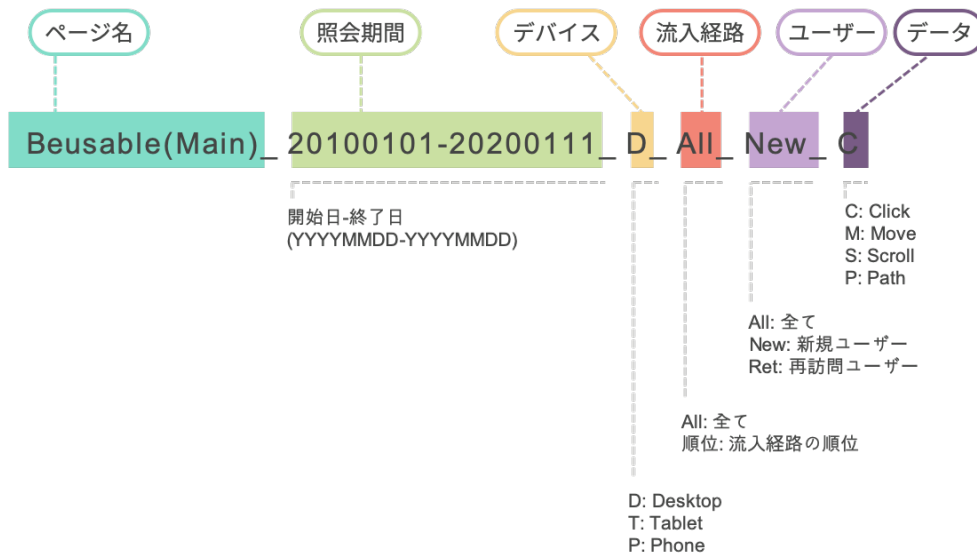 ページ名 照会期間 デバイス 流入経路 ユーザー データ
Beusable(Main)_ 20100101-20200111_ D_ All_ New_ C
開始日-終了日
(YYYYMMDD-YYYYMMDD)
C: Click
M: Move
S: Scroll
P: Path
All: 全て
New: 新規ユーザー
Ret: 再訪問ユーザー
All: 全て
順位: 流入経路の順位
D: Desktop
T: Tablet
P: Phone